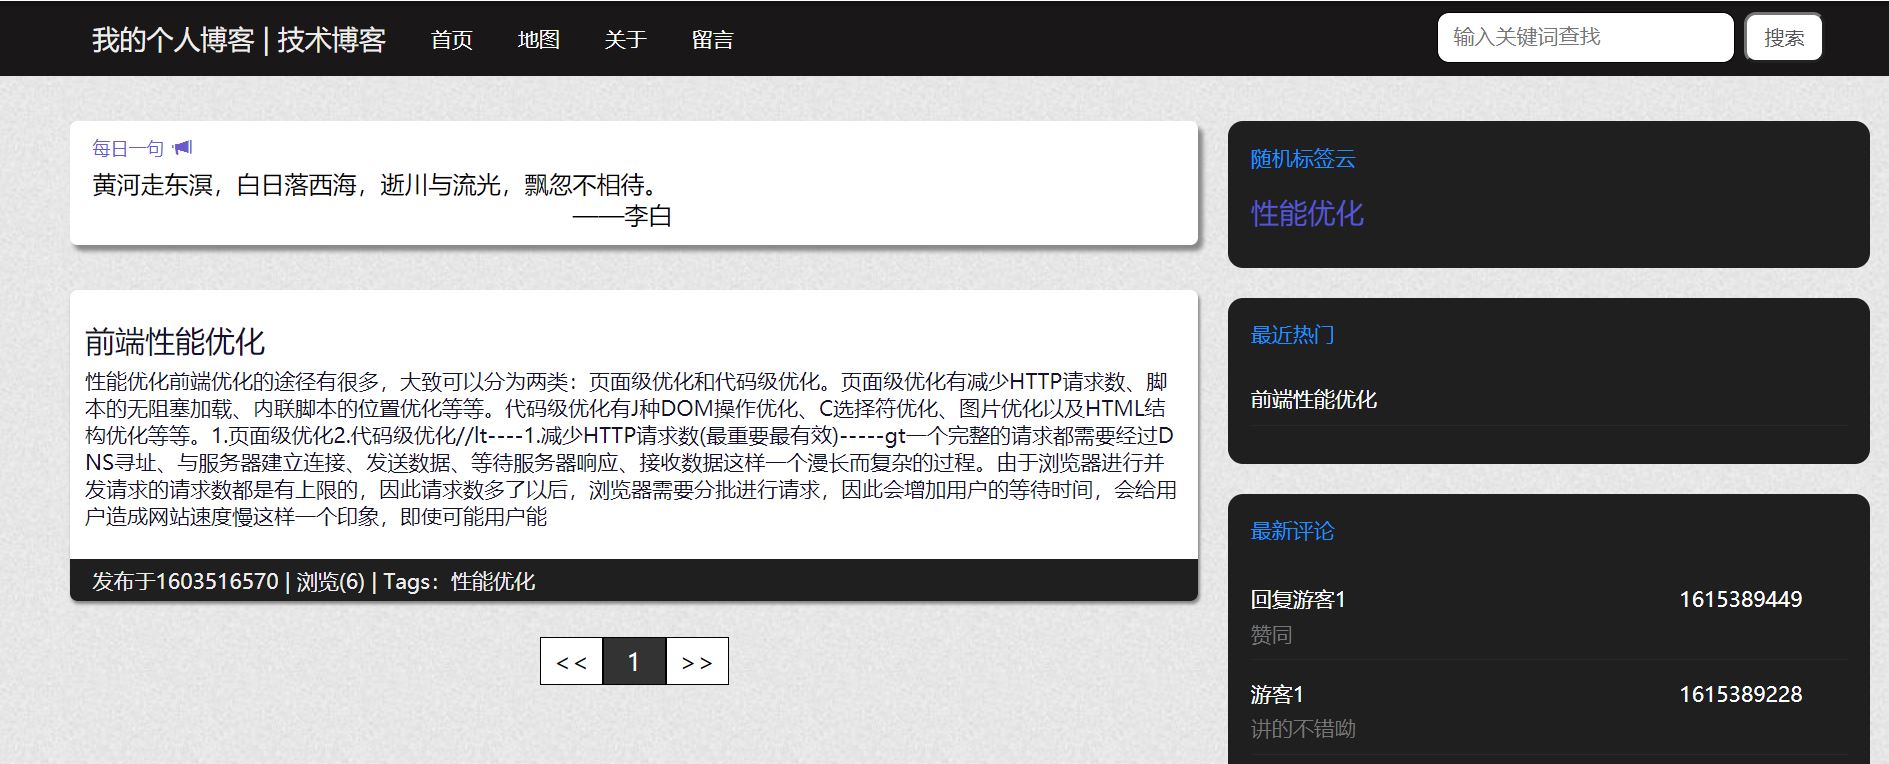 我的个人博客 | 技术博客 首页 地图 关于 留言 输入关键词查找 搜索
每日一句
黄河走东溟，白日落西海，逝川与流光，飘忽不相待。
——李白
前端性能优化
性能优化前端优化的途径有很多，大致可以分为两类：页面级优化和代码级优化。页面级优化有减少HTTP请求数、脚
本的无阻塞加载、内联脚本的位置优化等等。代码级优化有J种DOM操作优化、C选择符优化、图片优化以及HTML结
构优化等等。1.页面级优化2.代码级优化//lt----1.减少HTTP请求数(最重要最有效)-----gt一个完整的请求都需要经过D
NS寻址、与服务器建立连接、发送数据、等待服务器响应、接收数据这样一个漫长而复杂的过程。由于浏览器进行并
发请求的请求数都是有上限的，因此请求数多了以后，浏览器需要分批进行请求，因此会增加用户的等待时间，会给用
户造成网站速度慢这样一个印象，即使可能用户能
发布于1603516570 | 浏览(6) | Tags：性能优化
<< 1 >>
随机标签云
性能优化
最近热门
前端性能优化
最新评论
回复游客1 1615389449
赞同
游客1 1615389228
讲的不错呦